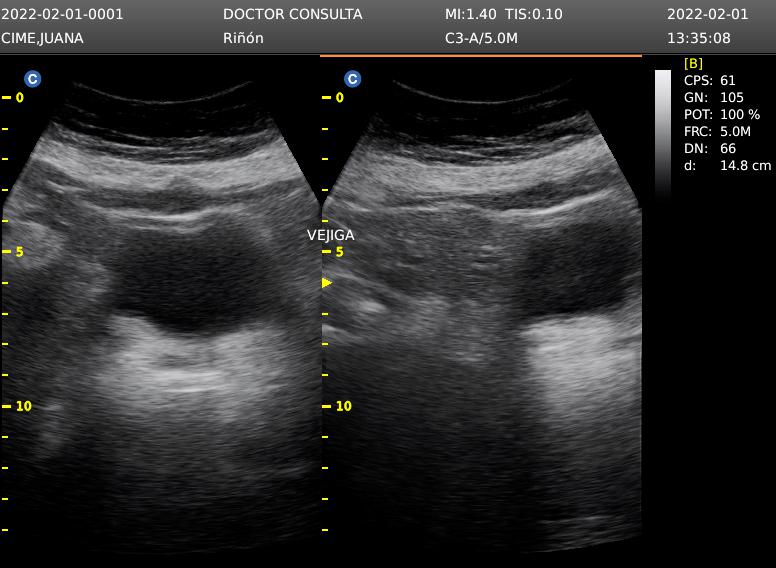 2022-02-01-0001 DOCTOR CONSULTA MI:1.40 TIS:0.10 2022-02-01
CIME,JUANA Riñón C3-A/5.0M 13:35:08
[B]
CPS: 61
GN: 105
POT: 100 %
FRC: 5.0M
DN: 66
d: 14.8 cm
C C
0 0
VEJIGA
5 5
10 10